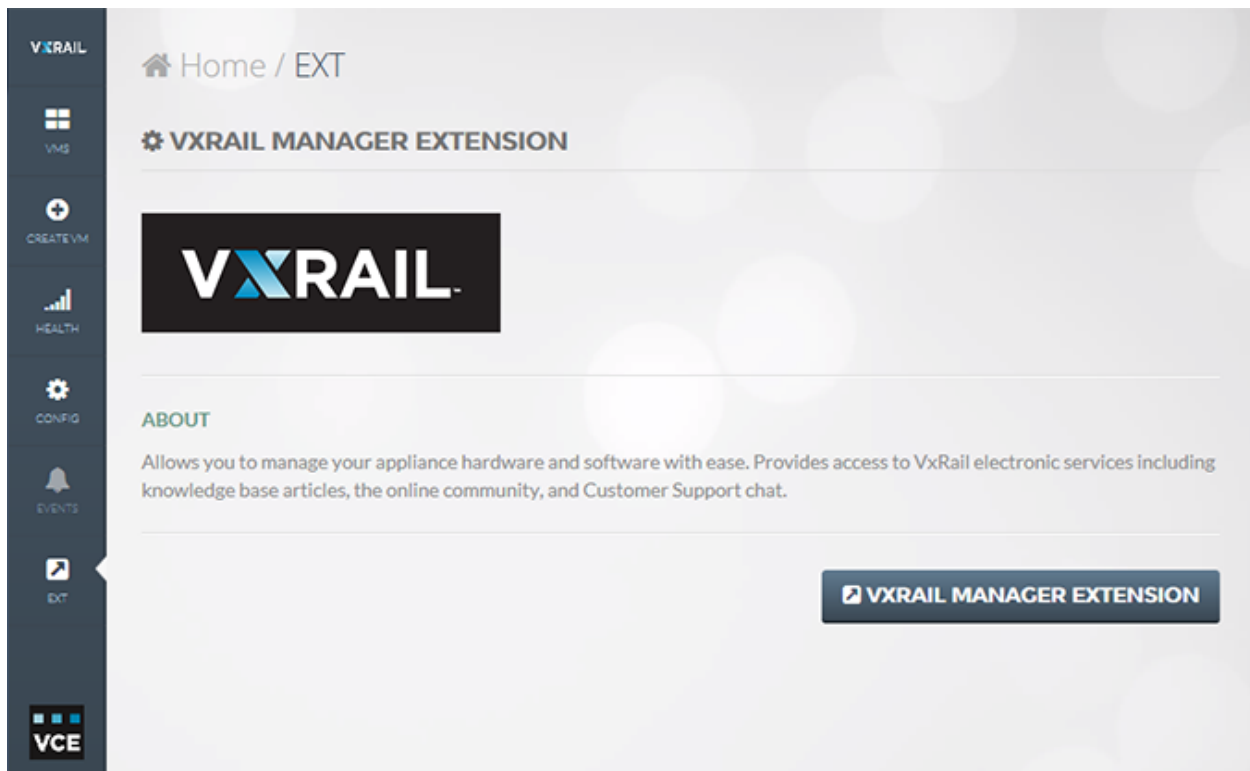 VXRAIL
VMS
CREATE VM
HEALTH
CONFIG
EVENTS
EXT
VCE
Home / EXT
VXRAIL MANAGER EXTENSION
VXRAIL™
ABOUT
Allows you to manage your appliance hardware and software with ease. Provides access to VxRail electronic services including
knowledge base articles, the online community, and Customer Support chat.
VXRAIL MANAGER EXTENSION